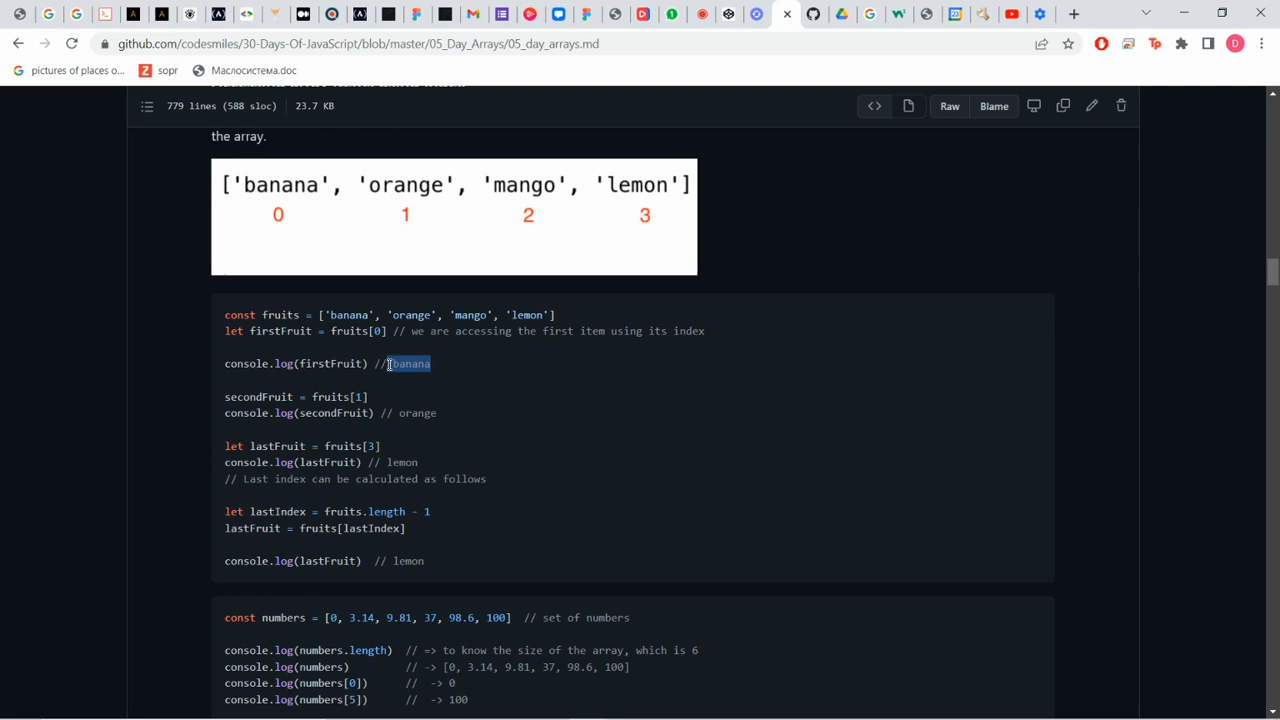 github.com/codesmiles/30-Days-Of-JavaScript/blob/master/05_Day_Arrays/05_day_arrays.md
pictures of places o...
sopr
Маслосистема.doc
779 lines (588 sloc)
23.7 KB
Raw
Blame
the array.
['banana', 'orange', 'mango', 'lemon']
0 1 2 3
const fruits = ['banana', 'orange', 'mango', 'lemon']
let firstFruit = fruits[0] // we are accessing the first item using its index
console.log(firstFruit) // banana
secondFruit = fruits[1]
console.log(secondFruit) // orange
let lastFruit = fruits[3]
console.log(lastFruit) // lemon
// Last index can be calculated as follows
let lastIndex = fruits.length - 1
lastFruit = fruits[lastIndex]
console.log(lastFruit)  // lemon
const numbers = [0, 3.14, 9.81, 37, 98.6, 100]  // set of numbers
console.log(numbers.length)  // => to know the size of the array, which is 6
console.log(numbers)         // -> [0, 3.14, 9.81, 37, 98.6, 100]
console.log(numbers[0])      //  -> 0
console.log(numbers[5])      //  -> 100